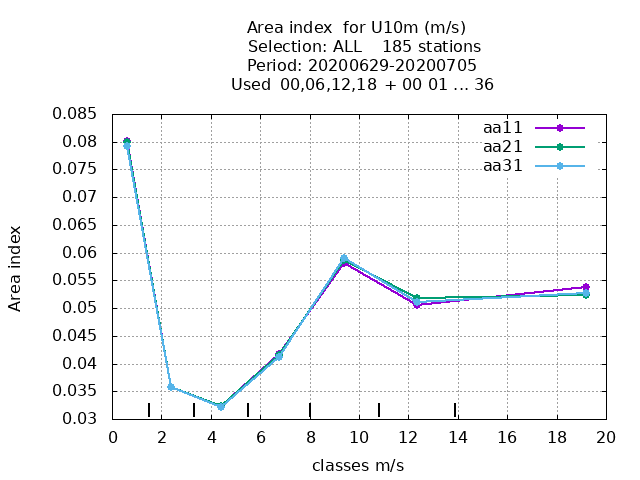 Area index  for U10m (m/s)
Selection: ALL    185 stations
Period: 20200629-20200705
Used  00,06,12,18  + 00 01 ... 36
0.085
0.08
0.075
0.07
0.065
0.06
0.055
0.05
0.045
0.04
0.035
0.03
Area index
aa11
aa21
aa31
0 2 4 6 8 10 12 14 16 18 20
classes m/s